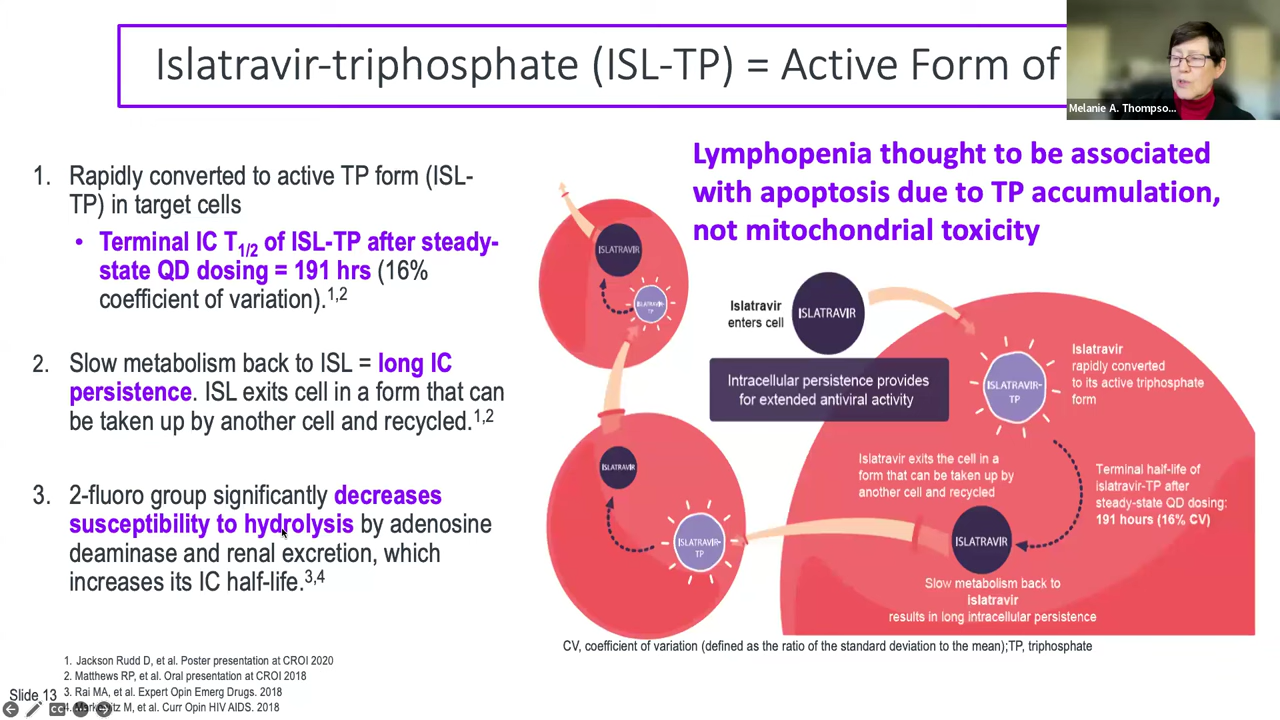 Islatravir-triphosphate (ISL-TP) = Active Form of
Melanie A. Thompso...
1. Rapidly converted to active TP form (ISL-
TP) in target cells
• Terminal IC T1/2 of ISL-TP after steady-
state QD dosing = 191 hrs (16%
coefficient of variation).1,2
2. Slow metabolism back to ISL = long IC
persistence. ISL exits cell in a form that can
be taken up by another cell and recycled.1,2
3. 2-fluoro group significantly decreases
susceptibility to hydrolysis by adenosine
deaminase and renal excretion, which
increases its IC half-life.3,4
Lymphopenia thought to be associated
with apoptosis due to TP accumulation,
not mitochondrial toxicity
ISLATRAVIR
ISLATRAVIR-
TP
Islatravir
enters cell
ISLATRAVIR
Intracellular persistence provides
for extended antiviral activity
ISLATRAVIR-
TP
Islatravir
rapidly converted
to its active triphosphate
form
Islatravir exits the cell in a
form that can be taken up by
another cell and recycled
Terminal half-life of
islatravir-TP after
steady-state QD dosing:
191 hours (16% CV)
ISLATRAVIR
ISLATRAVIR-
TP
ISLATRAVIR
Slow metabolism back to
islatravir
results in long intracellular persistence
CV, coefficient of variation (defined as the ratio of the standard deviation to the mean);TP, triphosphate
1. Jackson Rudd D, et al. Poster presentation at CROI 2020
2. Matthews RP, et al. Oral presentation at CROI 2018
3. Rai MA, et al. Expert Opin Emerg Drugs. 2018
4. Markowitz M, et al. Curr Opin HIV AIDS. 2018
Slide 13
CC